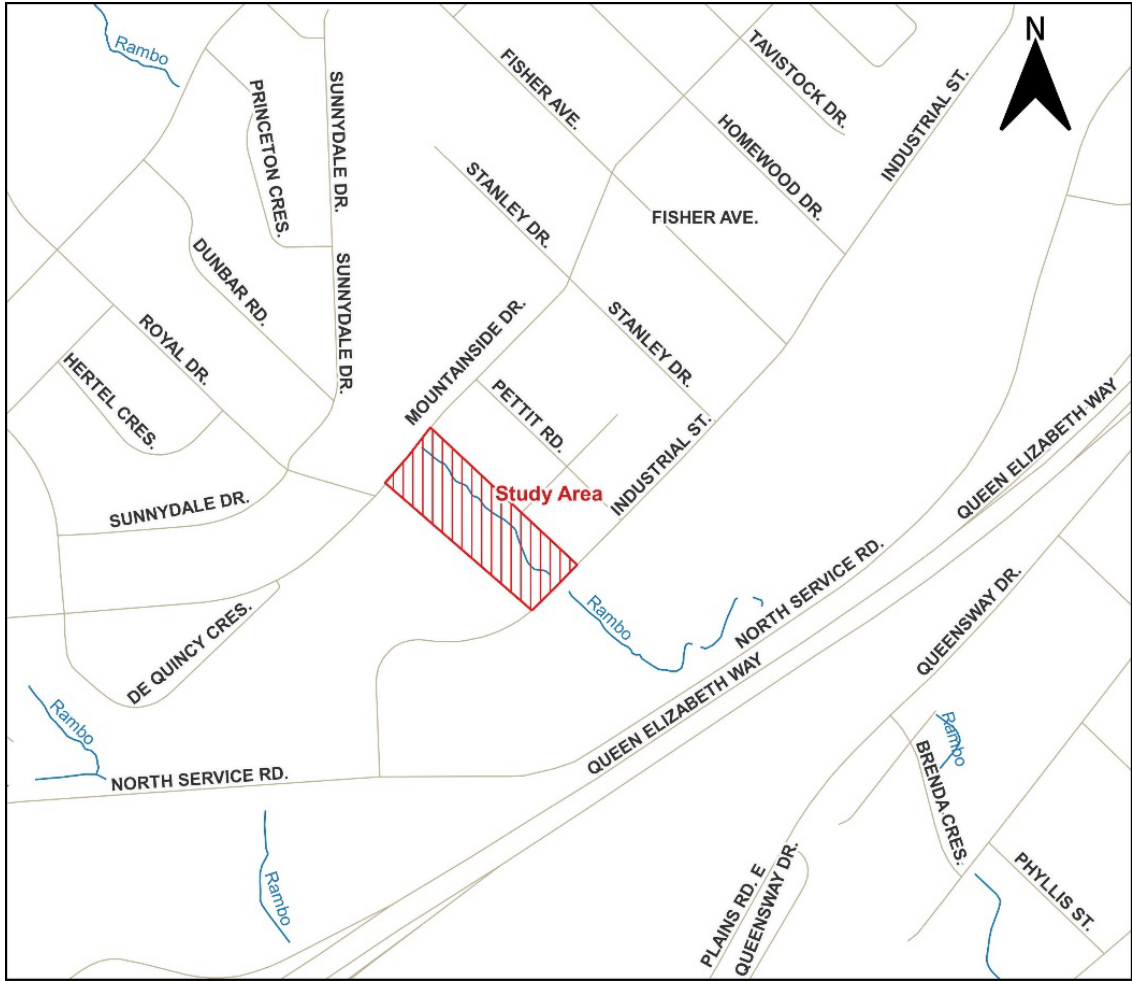 N
Rambo
FISHER AVE.
TAVISTOCK DR.
SUNNYDALE DR.
PRINCETON CRES.
INDUSTRIAL ST.
HOMEWOOD DR.
STANLEY DR.
FISHER AVE.
DUNBAR RD.
SUNNYDALE DR.
ROYAL DR.
MOUNTAINSIDE DR.
STANLEY DR.
HERTEL CRES.
PETTIT RD.
INDUSTRIAL ST.
QUEEN ELIZABETH WAY
Study Area
SUNNYDALE DR.
NORTH SERVICE RD.
QUEENSWAY DR.
Rambo
DE QUINCY CRES.
QUEEN ELIZABETH WAY
Rambo
Rambo
NORTH SERVICE RD.
BRENDA CRES.
Rambo
PLAINS RD. E
QUEENSWAY DR.
PHYLLIS ST.